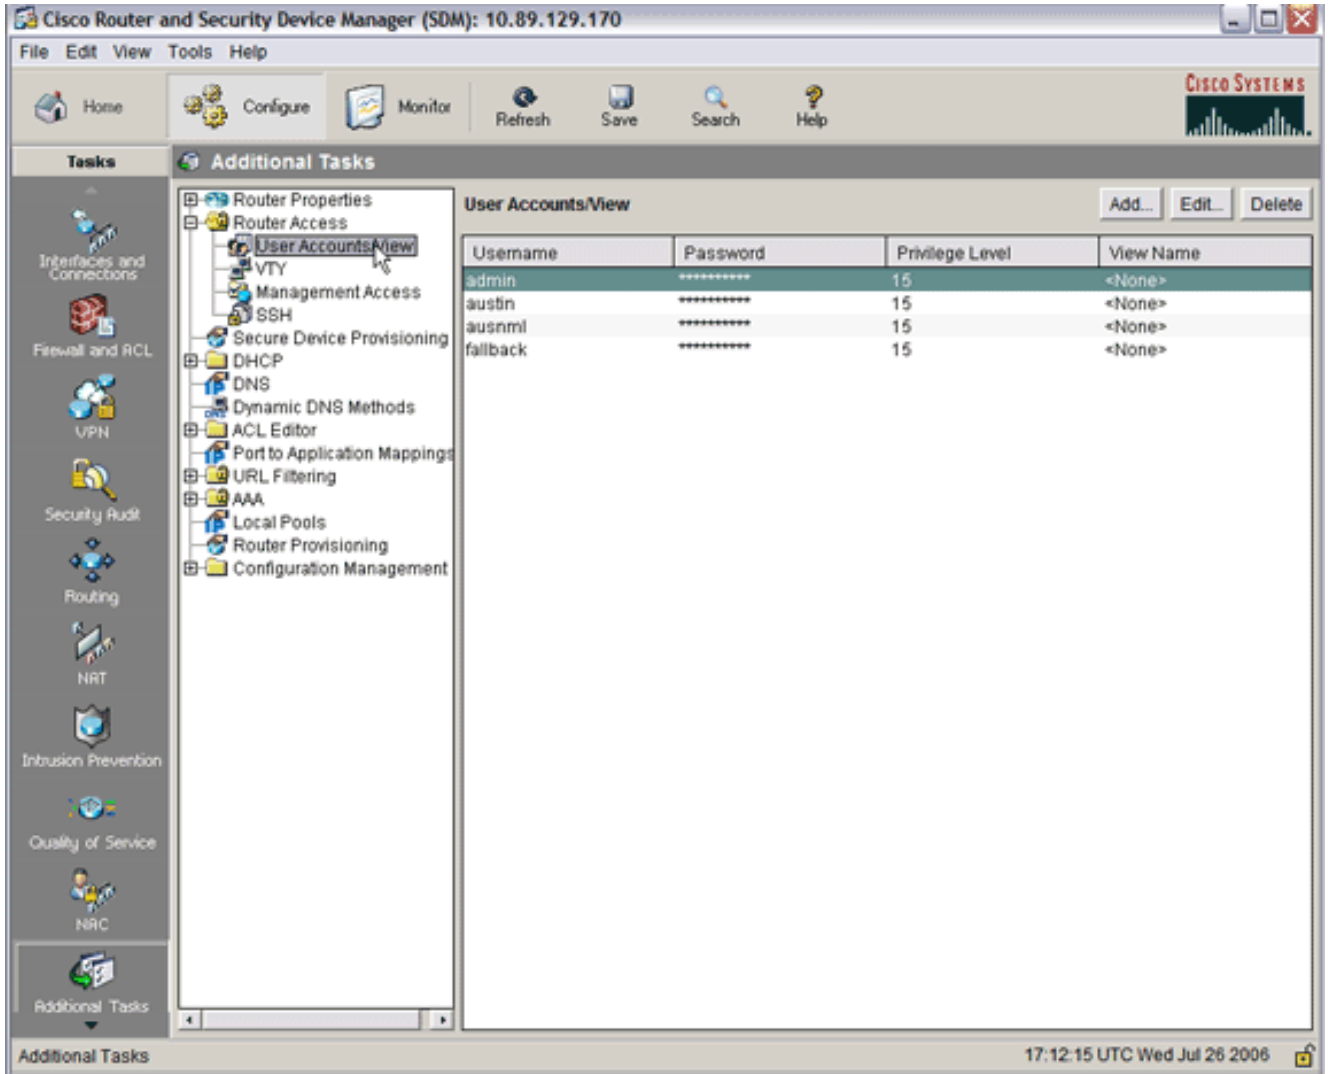 Cisco Router and Security Device Manager (SDM): 10.89.129.170
File Edit View Tools Help
Home Configure Monitor Refresh Save Search Help
CISCO SYSTEMS
Tasks
Additional Tasks
Interfaces and Connections
Firewall and ACL
VPN
Security Audit
Routing
NAT
Intrusion Prevention
Quality of Service
NAC
Additional Tasks
Router Properties
Router Access
User Accounts/View
VTY
Management Access
SSH
Secure Device Provisioning
DHCP
DNS
Dynamic DNS Methods
ACL Editor
Port to Application Mappings
URL Filtering
AAA
Local Pools
Router Provisioning
Configuration Management
User Accounts/View
Add... Edit... Delete
Username Password Privilege Level View Name
admin ********** 15 <None>
austin ********** 15 <None>
ausnml ********** 15 <None>
fallback ********** 15 <None>
Additional Tasks
17:12:15 UTC Wed Jul 26 2006